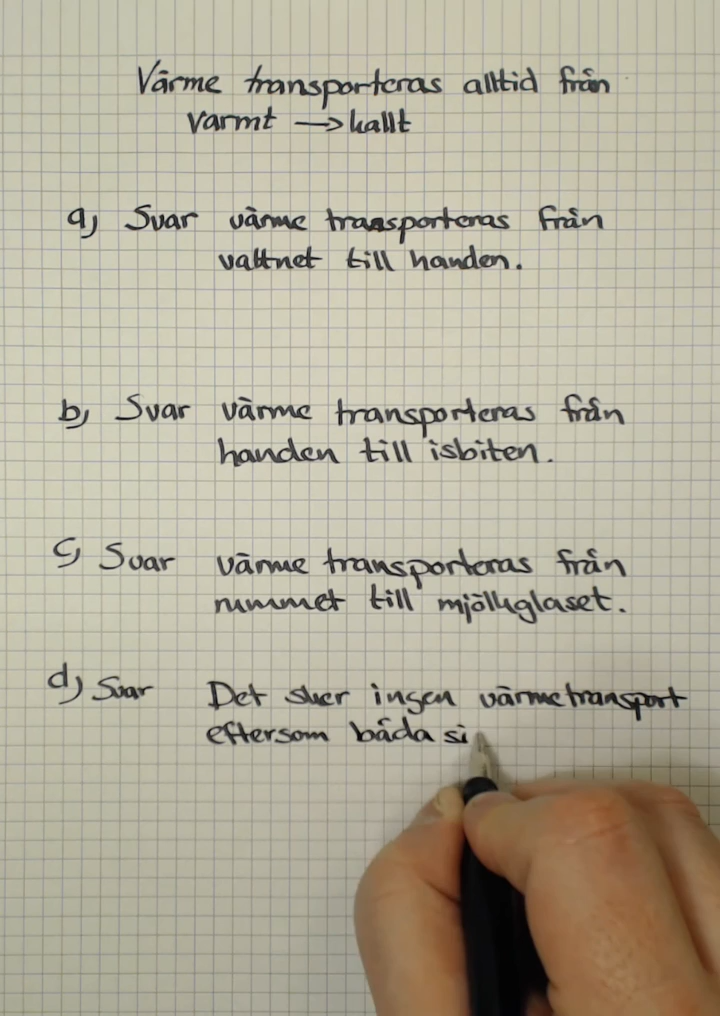 Värme transporteras alltid från
varmt → kallt
a) Svar värme transporteras från
vattnet till handen.
b) Svar värme transporteras från
handen till isbiten.
c) Svar värme transporteras från
rummet till mjölkglaset.
d) Svar Det sker ingen värmetransport
eftersom båda si